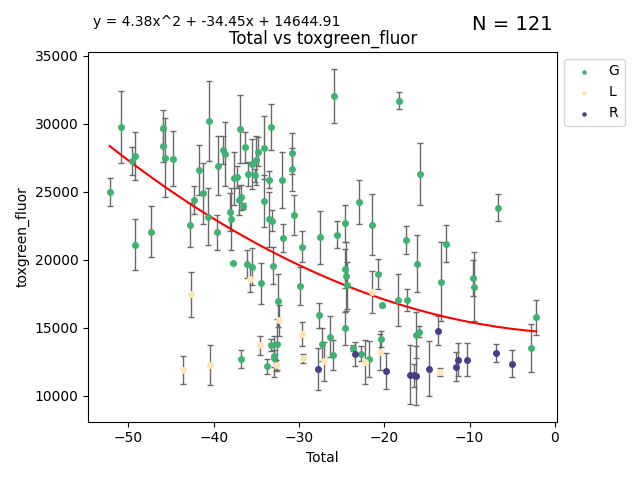 y = 4.38x^2 + -34.45x + 14644.91
N = 121
Total vs toxgreen_fluor
35000
30000
25000
20000
15000
10000
toxgreen_fluor
−50
−40
−30
−20
−10
0
Total
G
L
R